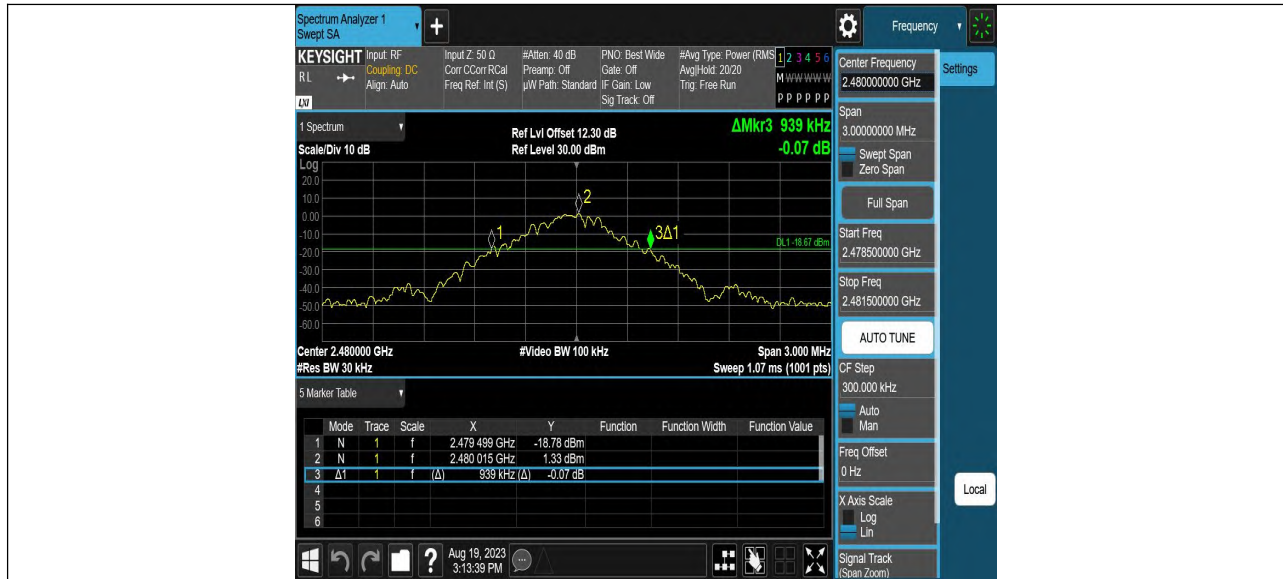 Spectrum Analyzer 1
Swept SA
Frequency
KEYSIGHT
R L
LXI
Input: RF
Coupling: DC
Align: Auto
Input Z: 50 Ω
Corr CCorr RCal
Freq Ref: Int (S)
#Atten: 40 dB
Preamp: Off
µW Path: Standard
PNO: Best Wide
Gate: Off
IF Gain: Low
Sig Track: Off
#Avg Type: Power (RMS
Avg|Hold: 20/20
Trig: Free Run
1 2 3 4 5 6
M W W W W W
P P P P P P
Center Frequency
2.480000000 GHz
Settings
Span
3.00000000 MHz
Swept Span
Zero Span
Full Span
Start Freq
2.478500000 GHz
Stop Freq
2.481500000 GHz
AUTO TUNE
CF Step
300.000 kHz
Auto
Man
Freq Offset
0 Hz
X Axis Scale
Log
Lin
Signal Track
(Span Zoom)
Local
1 Spectrum
Scale/Div 10 dB
Ref Lvl Offset 12.30 dB
Ref Level 30.00 dBm
ΔMkr3 939 kHz
-0.07 dB
Log
20.0
10.0
0.00
-10.0
-20.0
-30.0
-40.0
-50.0
-60.0
1
2
3Δ1
DL1 -18.67 dBm
Center 2.480000 GHz
#Video BW 100 kHz
Span 3.000 MHz
#Res BW 30 kHz
Sweep 1.07 ms (1001 pts)
5 Marker Table
Mode Trace Scale X Y Function Function Width Function Value
1 N 1 f 2.479 499 GHz -18.78 dBm
2 N 1 f 2.480 015 GHz 1.33 dBm
3 Δ1 1 f (Δ) 939 kHz (Δ) -0.07 dB
4
5
6
Aug 19, 2023
3:13:39 PM